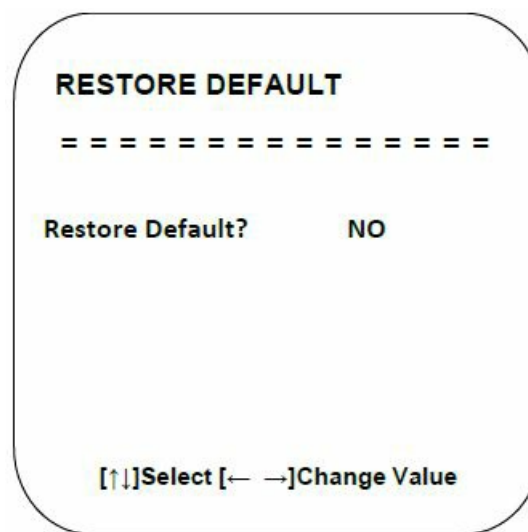 RESTORE DEFAULT
= = = = = = = = = = = = = = =
Restore Default? NO
[↑↓]Select [← →]Change Value